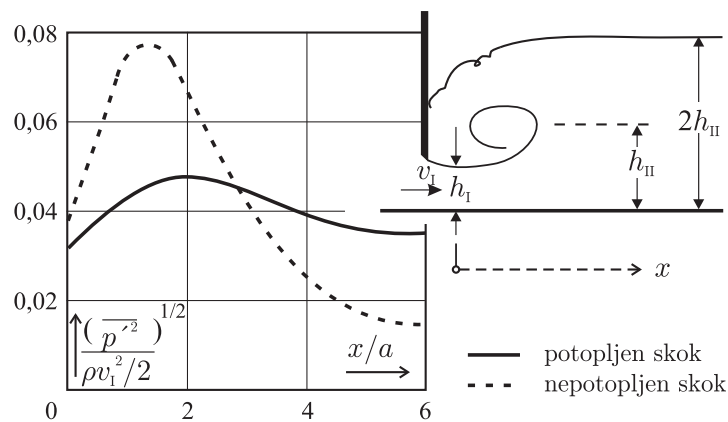 0,08
0,06
0,04
0,02
0
2
4
6
(p′²)^1/2
ρv_I²/2
x/a
v_I
h_I
h_II
2h_II
x
potopljen skok
nepotopljen skok